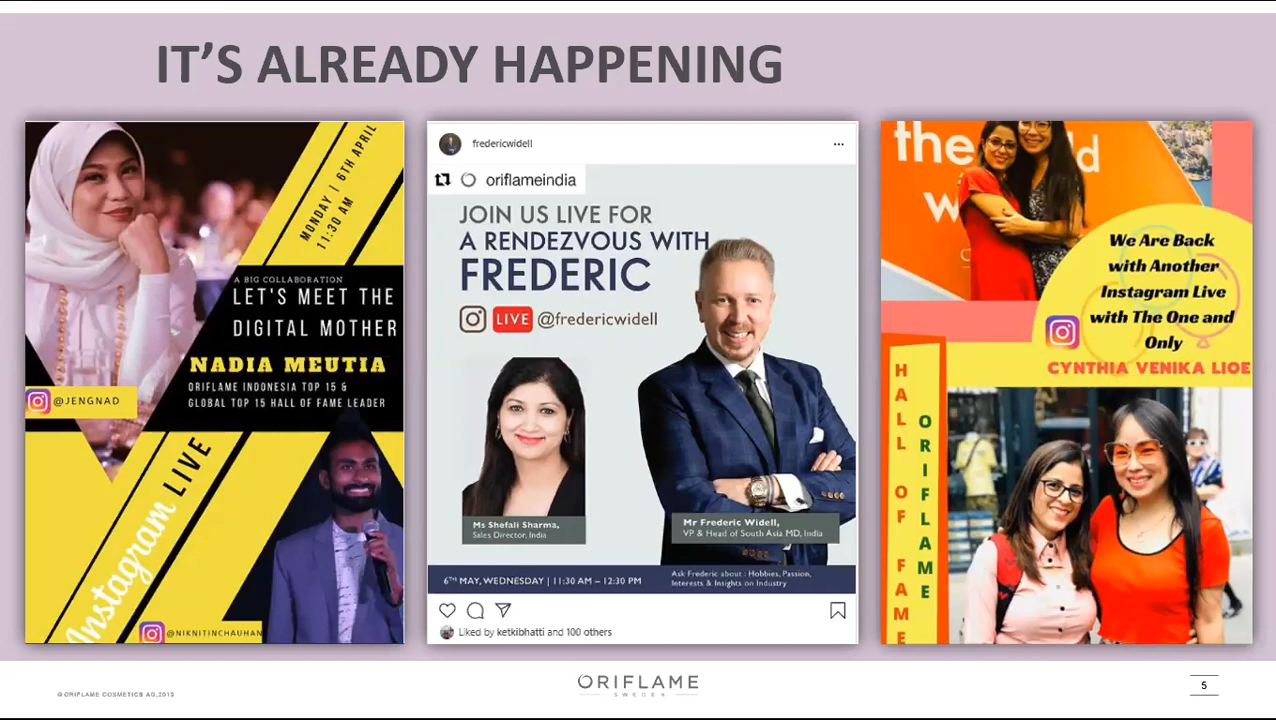 IT'S ALREADY HAPPENING
MONDAY | 6TH APRIL
11:30 AM
A BIG COLLABORATION
LET'S MEET THE
DIGITAL MOTHER
NADIA MEUTIA
ORIFLAME INDONESIA TOP 15 &
GLOBAL TOP 15 HALL OF FAME LEADER
@JENGNAD
Instagram LIVE
@NIKNITINCHAUHAN
fredericwidell
oriflameindia
JOIN US LIVE FOR
A RENDEZVOUS WITH
FREDERIC
LIVE @fredericwidell
Ms Shefali Sharma,
Sales Director, India
Mr Frederic Widell,
VP & Head of South Asia MD, India
6TH MAY, WEDNESDAY | 11:30 AM – 12:30 PM
Ask Frederic about : Hobbies, Passion,
Interests & Insights on Industry
Liked by ketkibhatti and 100 others
the
We Are Back
with Another
Instagram Live
with The One and
Only
CYNTHIA VENIKA LIOE
HALL OF FAME
ORIFLAME
© ORIFLAME COSMETICS AG,2015
ORIFLAME
SWEDEN
5